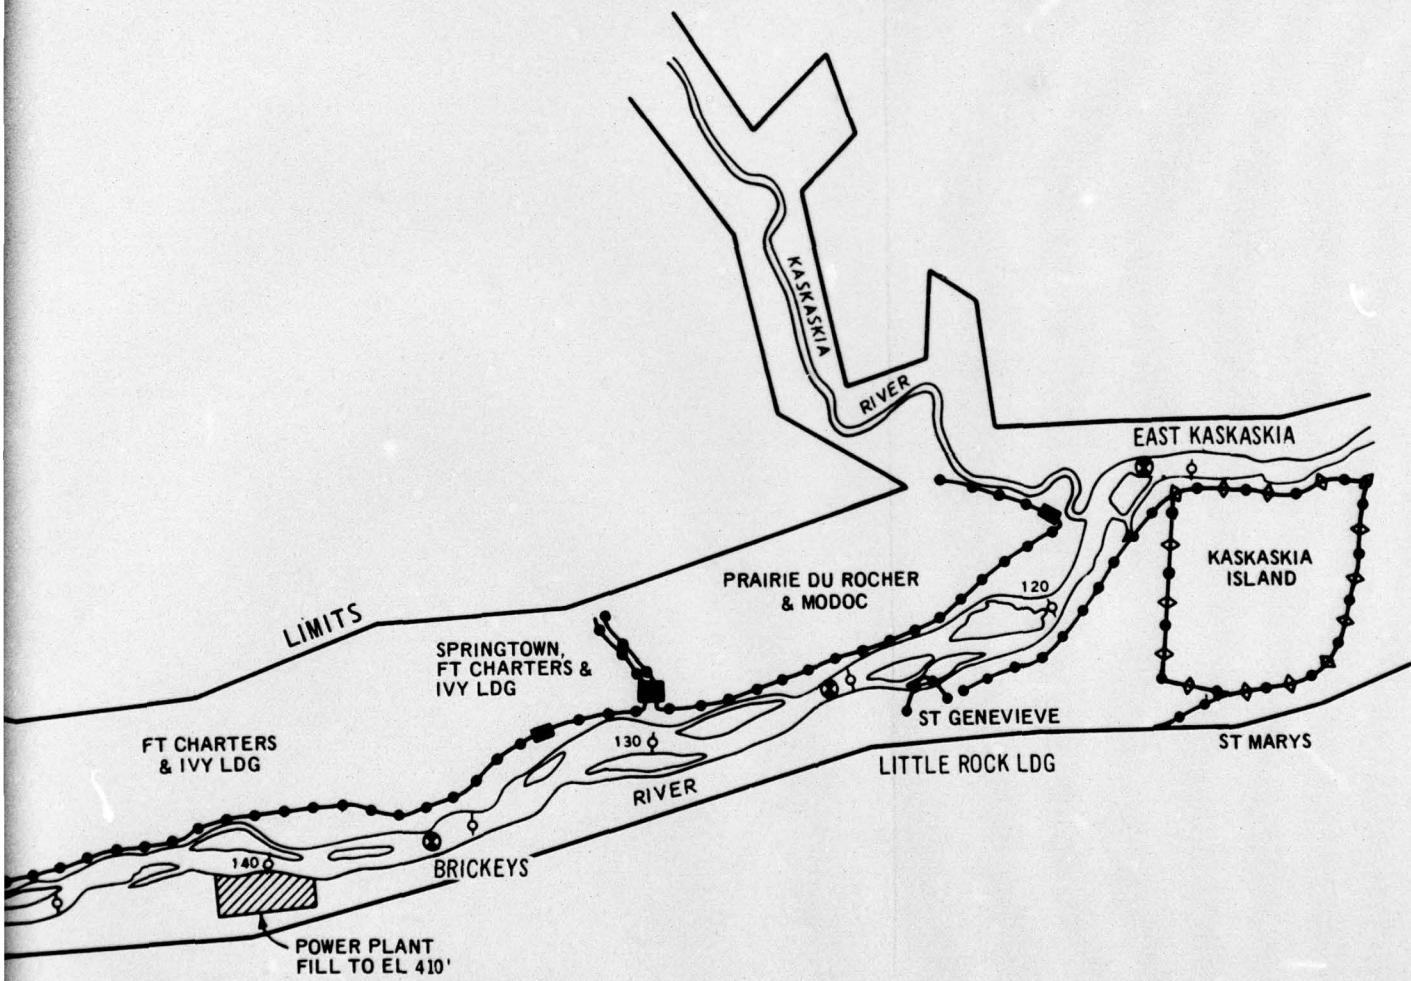 KASKASKIA
RIVER
EAST KASKASKIA
KASKASKIA
ISLAND
PRAIRIE DU ROCHER
& MODOC
120
LIMITS
SPRINGTOWN,
FT CHARTERS &
IVY LDG
ST GENEVIEVE
ST MARYS
FT CHARTERS
& IVY LDG
130
LITTLE ROCK LDG
RIVER
140
BRICKEYS
POWER PLANT
FILL TO EL 410'